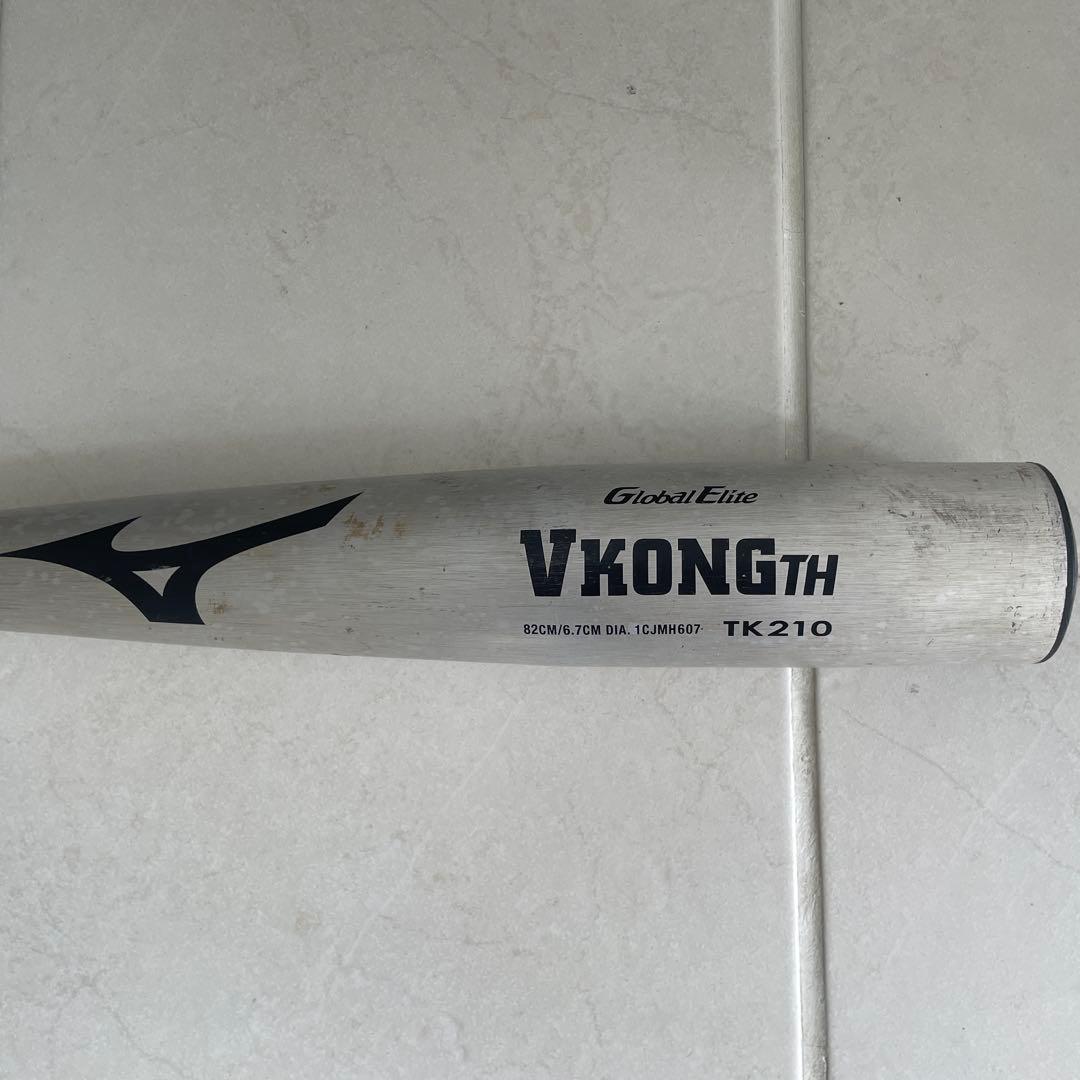 Global Elite
VKONGTH
82CM/6.7CM DIA. 1CJMH607 TK210